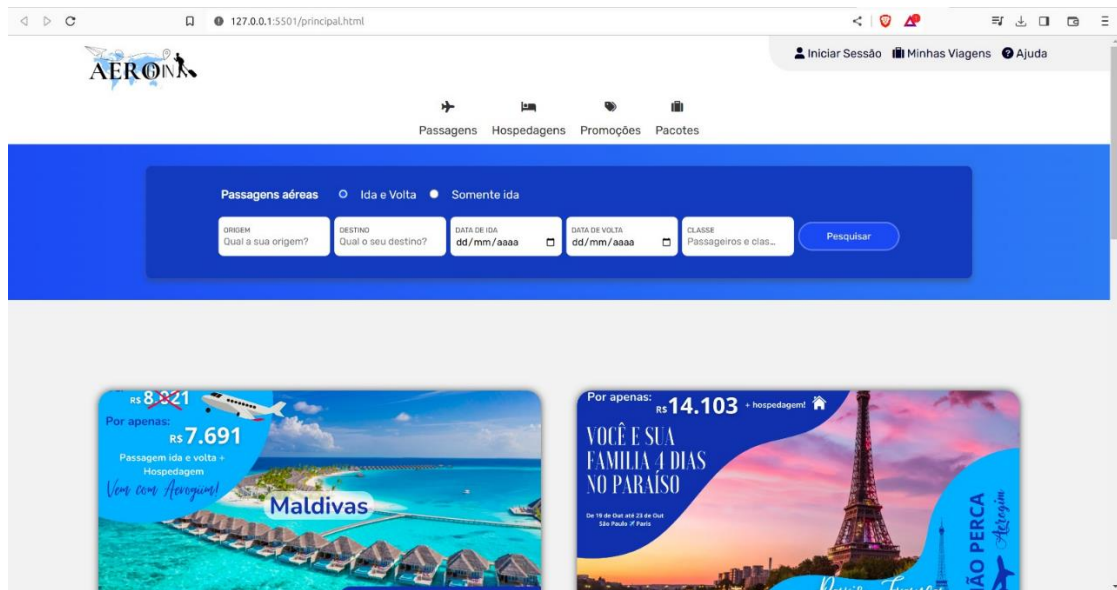 127.0.0.1:5501/principal.html
Iniciar Sessão Minhas Viagens Ajuda
Passagens Hospedagens Promoções Pacotes
Passagens aéreas Ida e Volta Somente ida
ORIGEM
Qual a sua origem?
DESTINO
Qual o seu destino?
DATA DE IDA
dd/mm/aaaa
DATA DE VOLTA
dd/mm/aaaa
CLASSE
Passageiros e clas...
Pesquisar
R$ 8.821
Por apenas:
R$ 7.691
Passagem ida e volta +
Hospedagem
Maldivas
Por apenas:
R$ 14.103 + hospedagem!
VOCÊ E SUA
FAMILIA 4 DIAS
NO PARAÍSO
De 19 de Out até 23 de Out
São Paulo Paris
NÃO PERCA